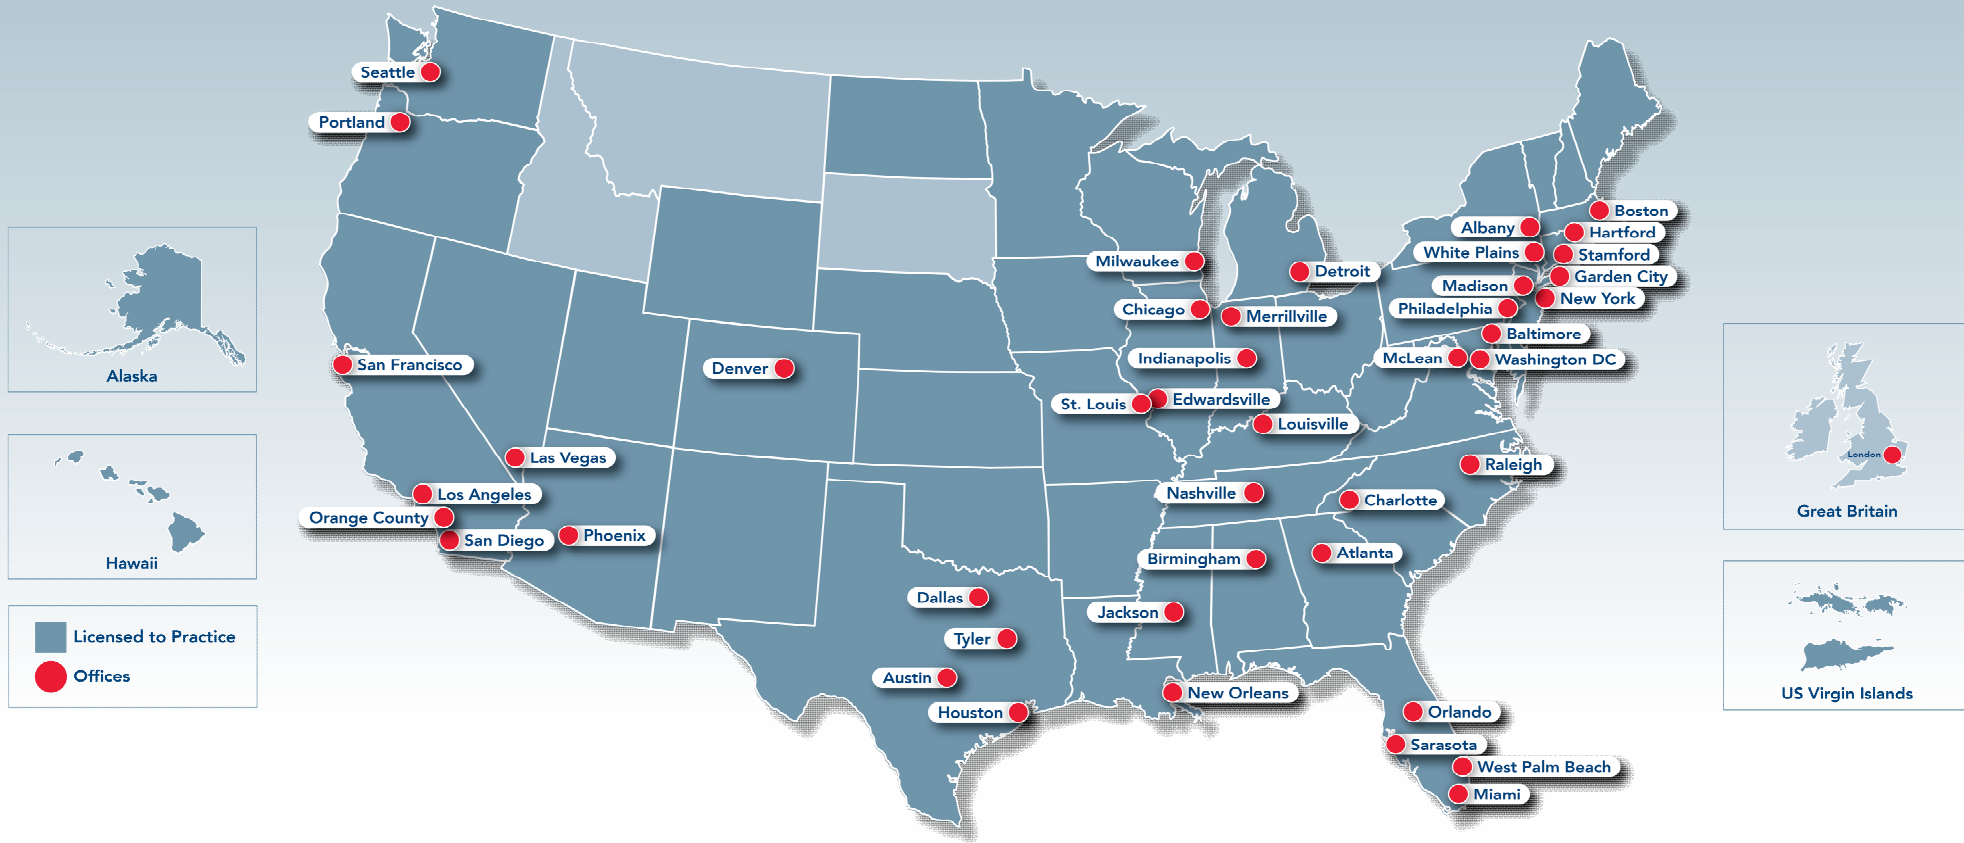 Seattle
Portland
San Francisco
Las Vegas
Los Angeles
Orange County
San Diego
Phoenix
Denver
Dallas
Tyler
Austin
Houston
Milwaukee
Chicago
Merrillville
Detroit
Indianapolis
St. Louis
Edwardsville
Louisville
Nashville
Birmingham
Jackson
New Orleans
Atlanta
Charlotte
Raleigh
Orlando
Sarasota
West Palm Beach
Miami
Boston
Albany
Hartford
White Plains
Stamford
Garden City
Madison
New York
Philadelphia
Baltimore
McLean
Washington DC
Alaska
Hawaii
Licensed to Practice
Offices
London
Great Britain
US Virgin Islands